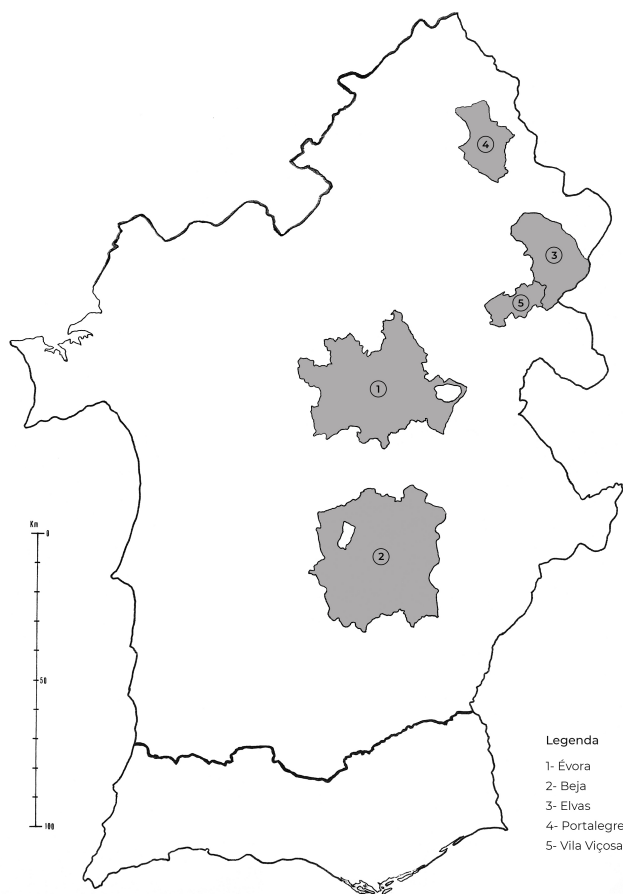 4
3
5
1
Km
0
2
50
100
Legenda
1- Évora
2- Beja
3- Elvas
4- Portalegre
5- Vila Viçosa